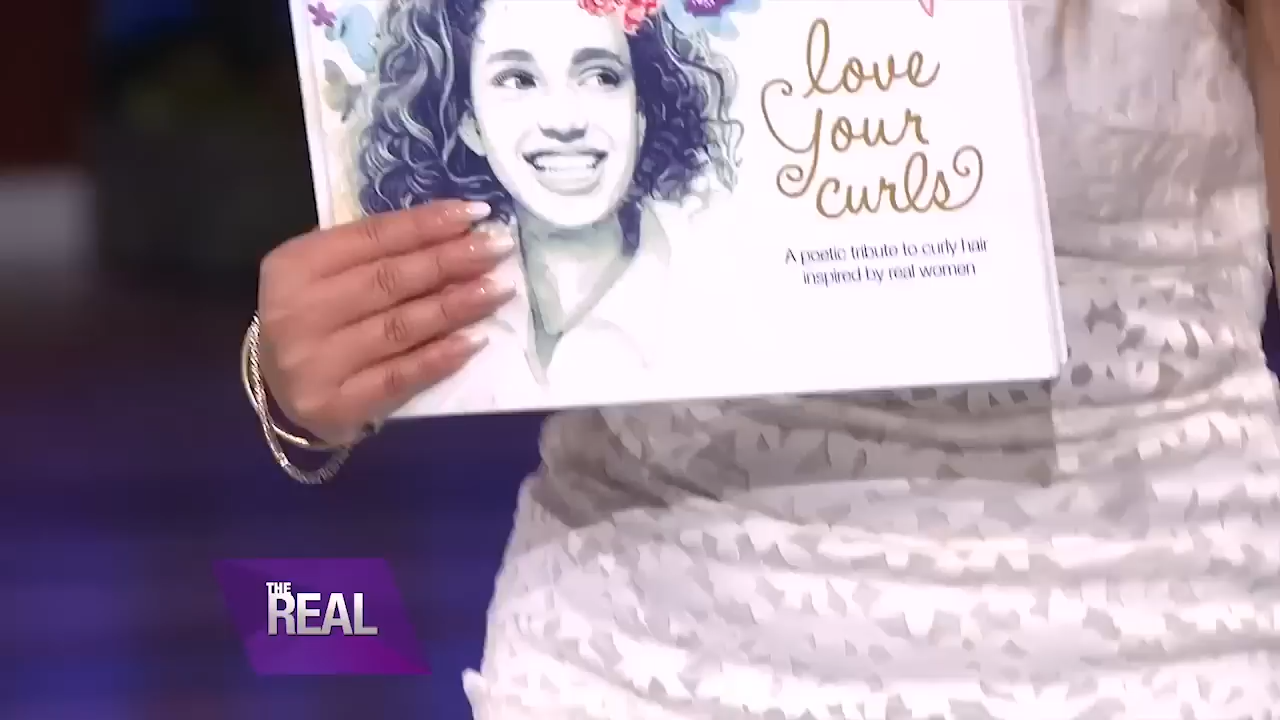 love
your
curls
A poetic tribute to curly hair
inspired by real women
THE
REAL